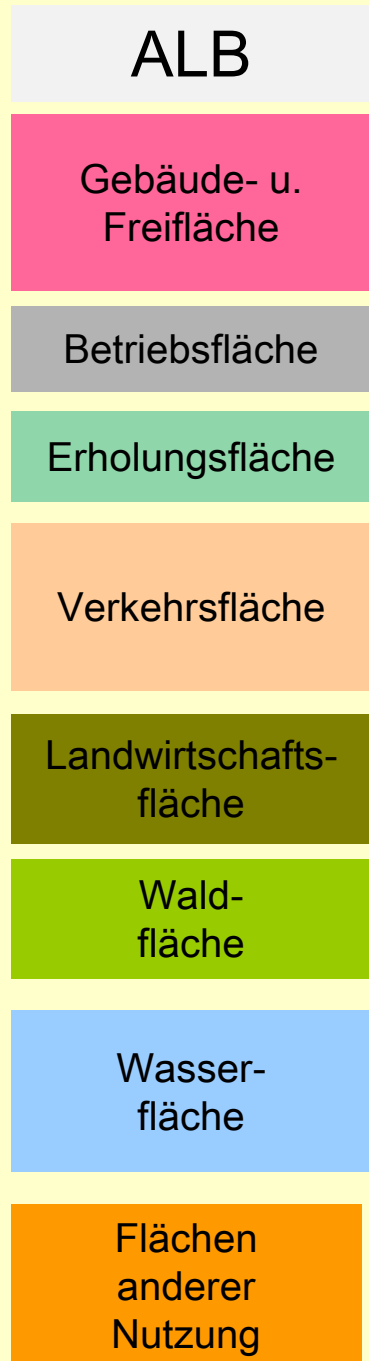 ALB
Gebäude- u.
Freifläche
Betriebsfläche
Erholungsfläche
Verkehrsfläche
Landwirtschafts-
fläche
Wald-
fläche
Wasser-
fläche
Flächen
anderer
Nutzung